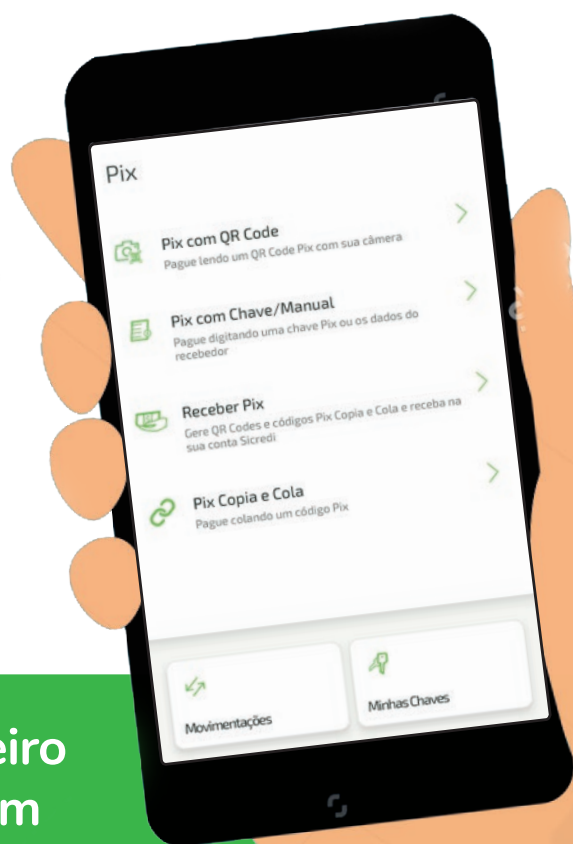 Pix
Pix com QR Code
Pague lendo um QR Code Pix com sua câmera
Pix com Chave/Manual
Pague digitando uma chave Pix ou os dados do
recebedor
Receber Pix
Gere QR Codes e códigos Pix Copia e Cola e receba na
sua conta Sicredi
Pix Copia e Cola
Pague colando um código Pix
Movimentações
Minhas Chaves
eiro
m